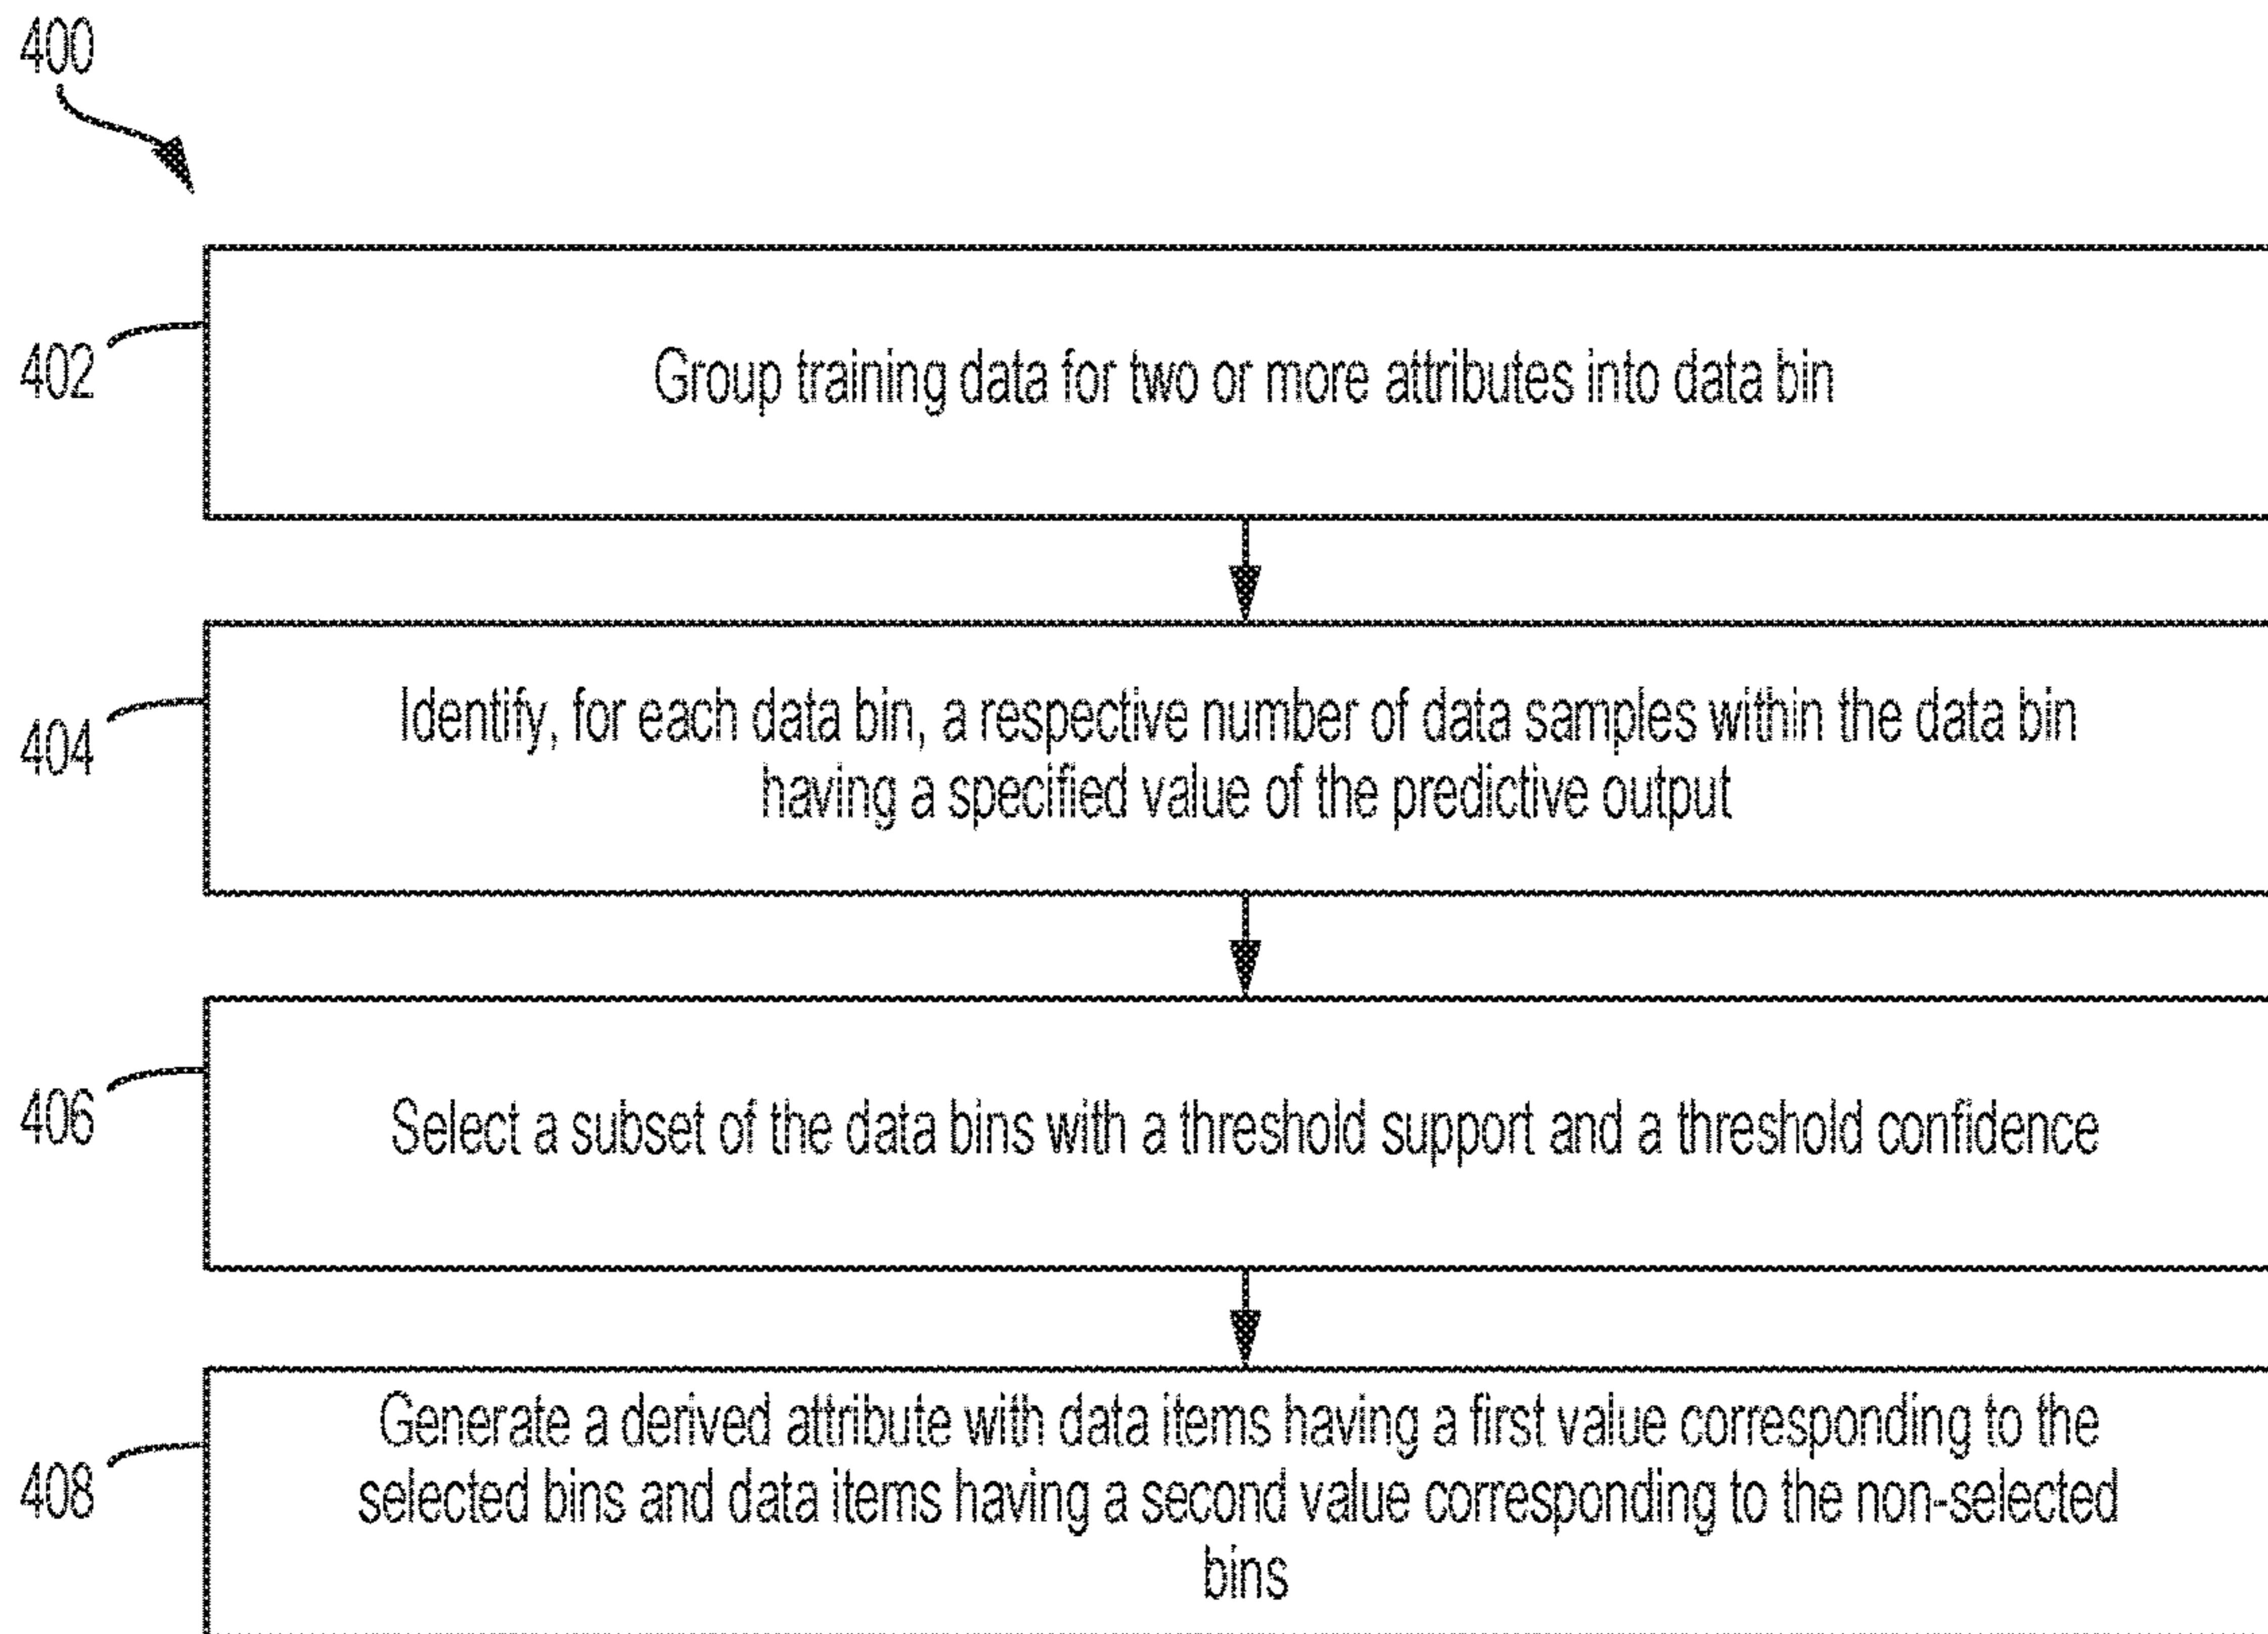 400
402
Group training data for two or more attributes into data bin
404
Identify, for each data bin, a respective number of data samples within the data bin
having a specified value of the predictive output
406
Select a subset of the data bins with a threshold support and a threshold confidence
408
Generate a derived attribute with data items having a first value corresponding to the
selected bins and data items having a second value corresponding to the non-selected
bins